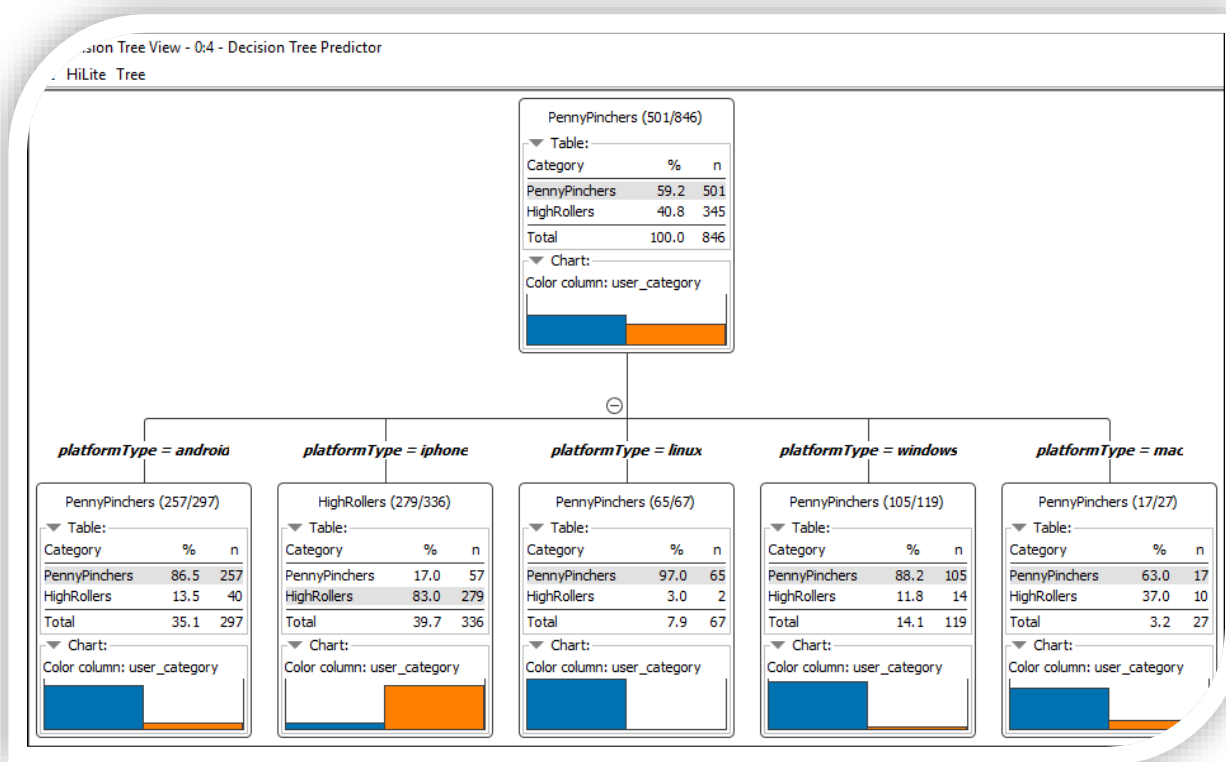 sion Tree View - 0:4 - Decision Tree Predictor
HiLite Tree
PennyPinchers (501/846)
Table:
Category % n
PennyPinchers 59.2 501
HighRollers 40.8 345
Total 100.0 846
Chart:
Color column: user_category
platformType = android
PennyPinchers (257/297)
Table:
Category % n
PennyPinchers 86.5 257
HighRollers 13.5 40
Total 35.1 297
Chart:
Color column: user_category
platformType = iphone
HighRollers (279/336)
Table:
Category % n
PennyPinchers 17.0 57
HighRollers 83.0 279
Total 39.7 336
Chart:
Color column: user_category
platformType = linux
PennyPinchers (65/67)
Table:
Category % n
PennyPinchers 97.0 65
HighRollers 3.0 2
Total 7.9 67
Chart:
Color column: user_category
platformType = windows
PennyPinchers (105/119)
Table:
Category % n
PennyPinchers 88.2 105
HighRollers 11.8 14
Total 14.1 119
Chart:
Color column: user_category
platformType = mac
PennyPinchers (17/27)
Table:
Category % n
PennyPinchers 63.0 17
HighRollers 37.0 10
Total 3.2 27
Chart:
Color column: user_category